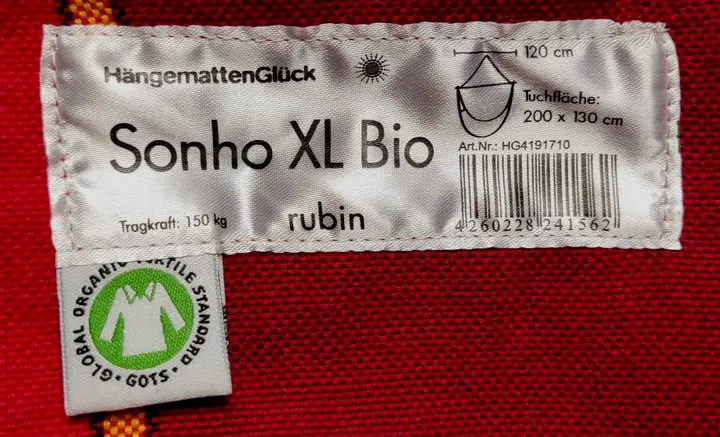 HängemattenGlück
Sonho XL Bio
Tragkraft: 150 kg
rubin
120 cm
Tuchfläche:
200 x 130 cm
Art.Nr.: HG4191710
4260228241562
GLOBAL ORGANIC TEXTILE STANDARD · GOTS ·